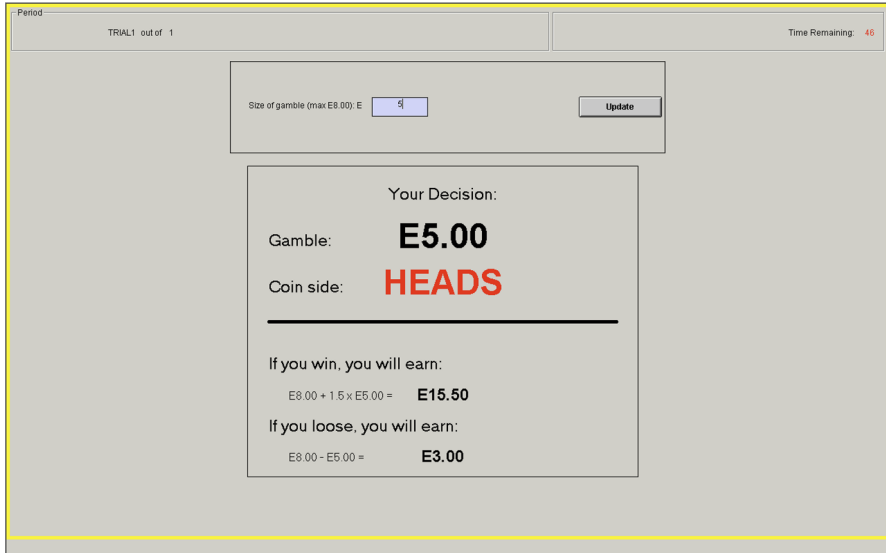 Period
TRIAL1 out of 1
Time Remaining: 46
Size of gamble (max E8.00): E 5
Update
Your Decision:
Gamble: E5.00
Coin side: HEADS
If you win, you will earn:
E8.00 + 1.5 x E5.00 = E15.50
If you loose, you will earn:
E8.00 - E5.00 = E3.00